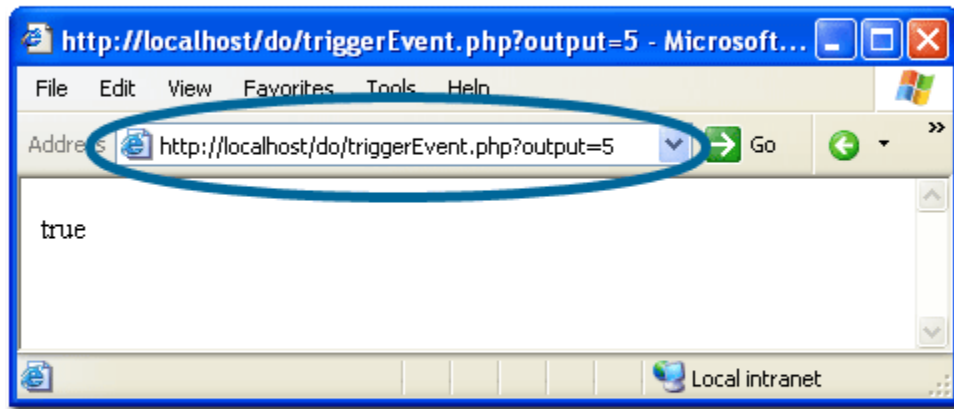 http://localhost/do/triggerEvent.php?output=5 - Microsoft...
File Edit View Favorites Tools Help
Address http://localhost/do/triggerEvent.php?output=5 Go »
true
Local intranet